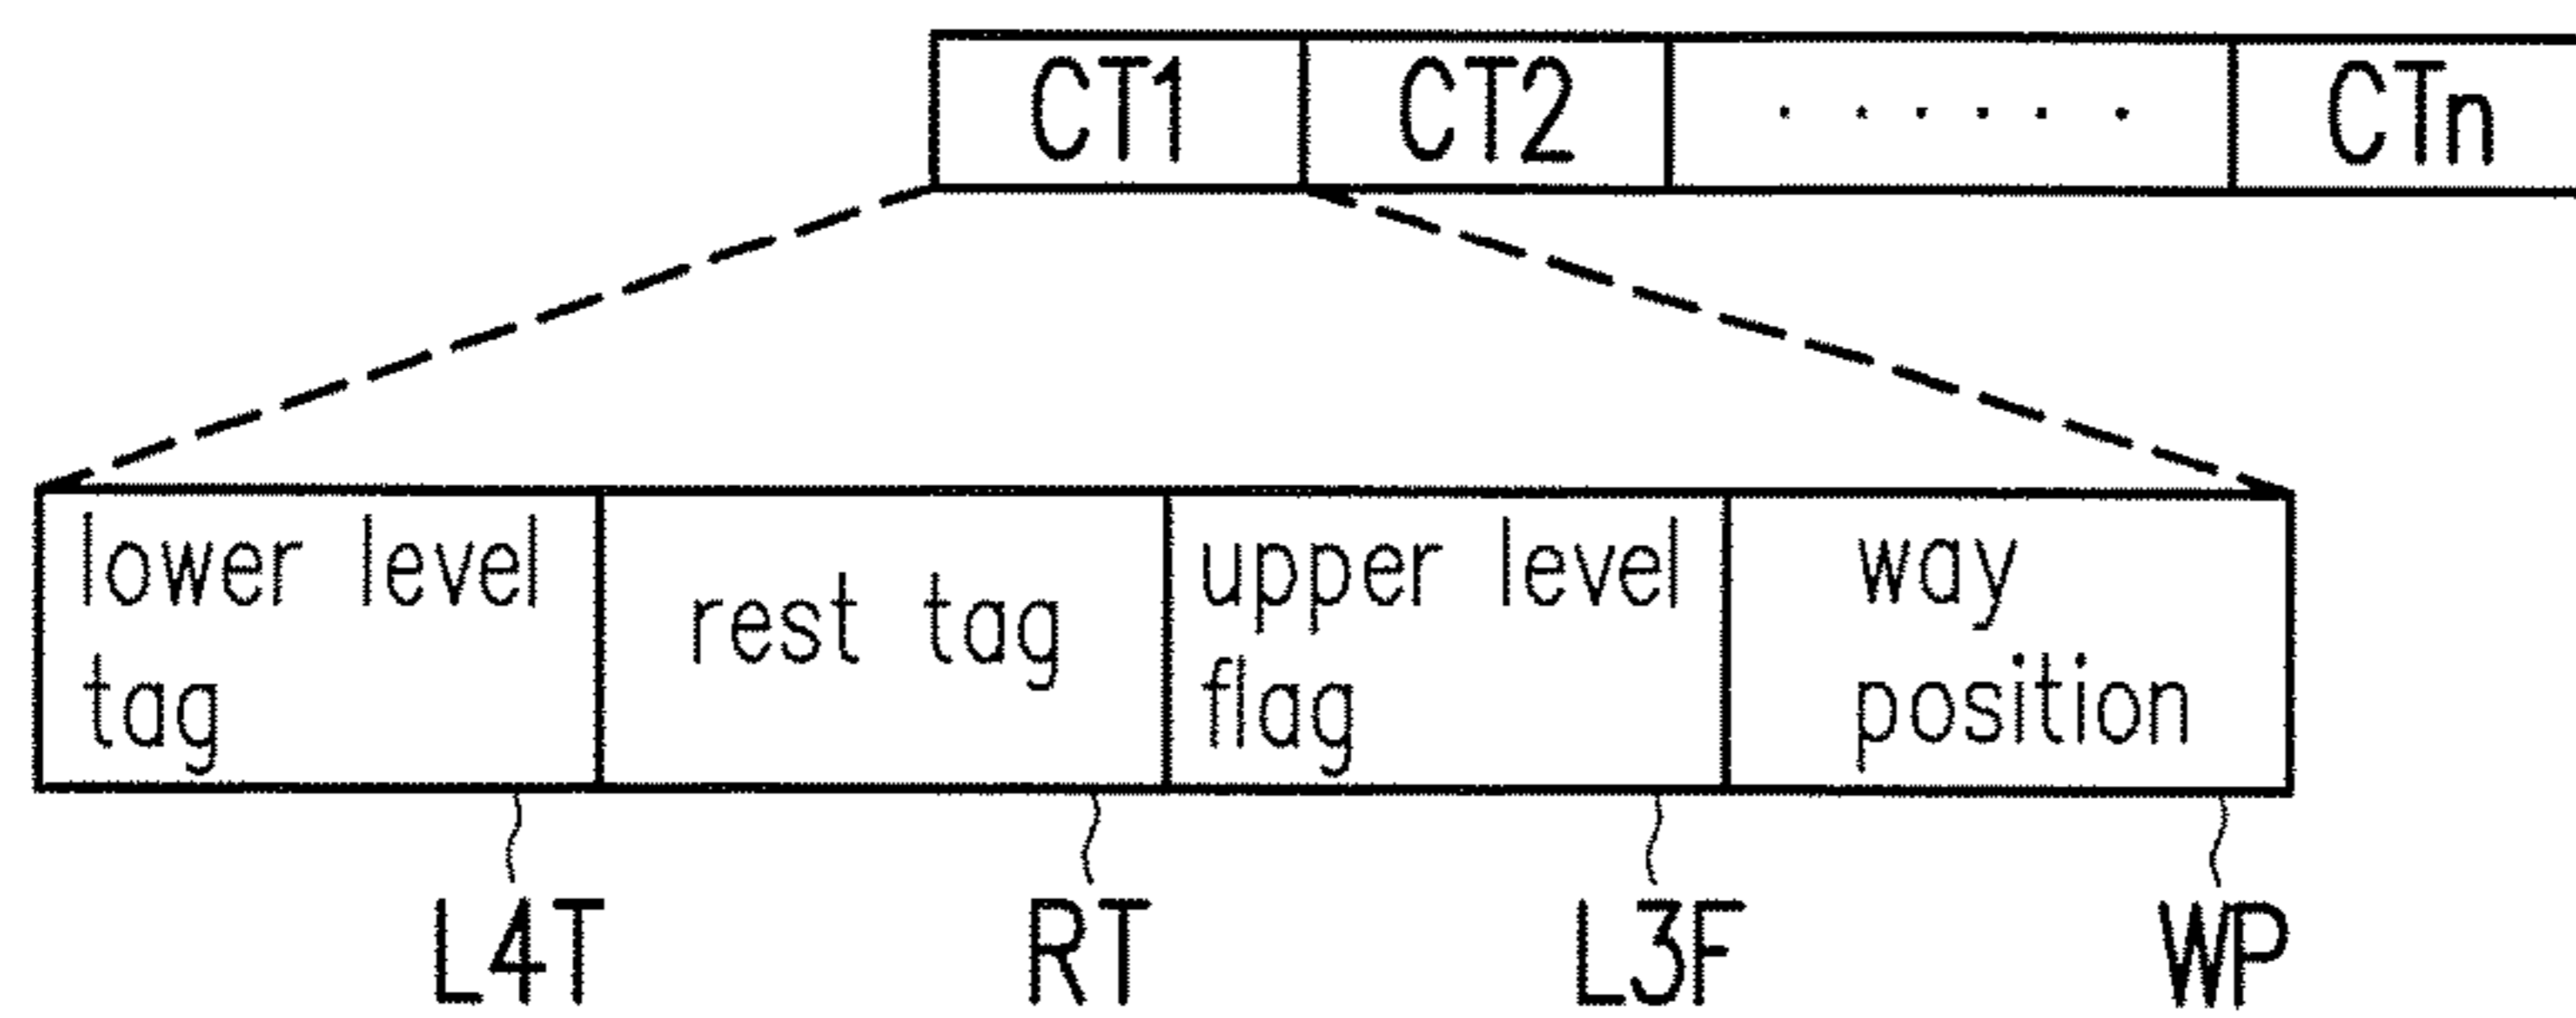 CT1 CT2 ...... CTn
lower level tag
rest tag
upper level flag
way position
L4T RT L3F WP